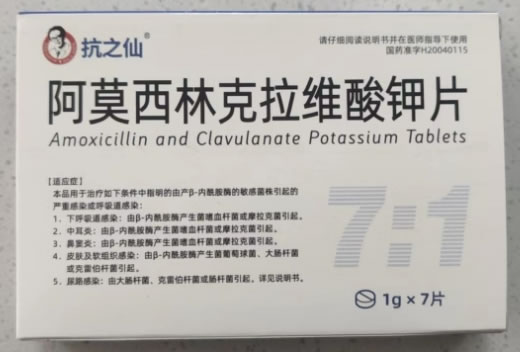 抗之仙®
请仔细阅读说明书并在医师指导下使用
国药准字H20040115
阿莫西林克拉维酸钾片
Amoxicillin and Clavulanate Potassium Tablets
【适应症】
本品用于治疗如下条件中指明的由产β-内酰胺酶的敏感菌株引起的
严重感染或呼吸道感染:
1、下呼吸道感染:由β-内酰胺酶产生菌嗜血杆菌或摩拉克菌引起。
2、中耳炎:由β-内酰胺酶产生菌嗜血杆菌或摩拉克菌引起。
3、鼻窦炎:由β-内酰胺酶产生菌嗜血杆菌或摩拉克菌引起。
4、皮肤及软组织感染:由β-内酰胺酶产生菌葡萄球菌、大肠杆菌
或克雷伯杆菌引起。
5、尿路感染:由大肠杆菌、克雷伯杆菌或肠杆菌引起。详见说明书。
7:1
1g×7片